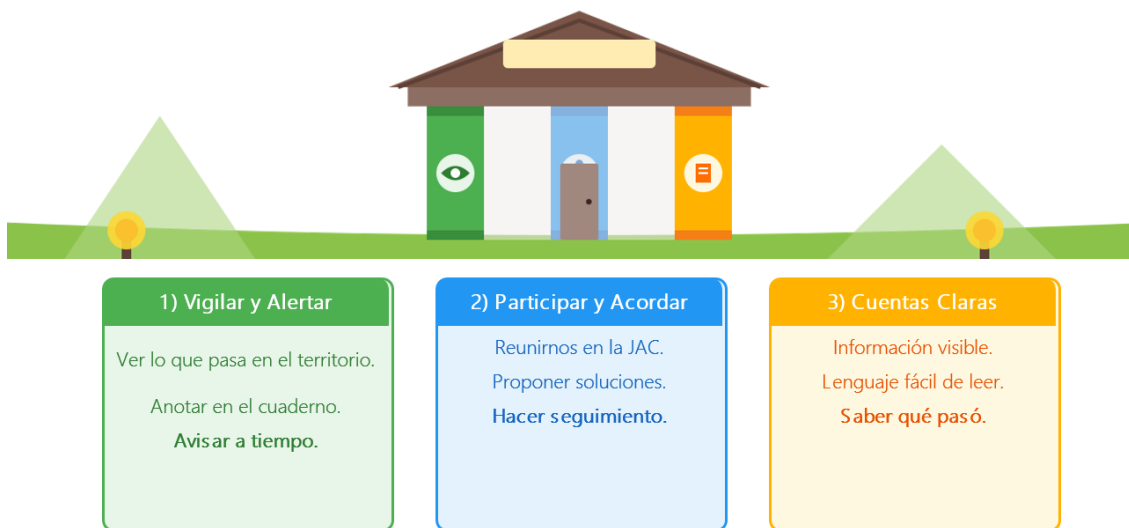 1) Vigilar y Alertar
Ver lo que pasa en el territorio.
Anotar en el cuaderno.
Avisar a tiempo.
2) Participar y Acordar
Reunirnos en la JAC.
Proponer soluciones.
Hacer seguimiento.
3) Cuentas Claras
Información visible.
Lenguaje fácil de leer.
Saber qué pasó.